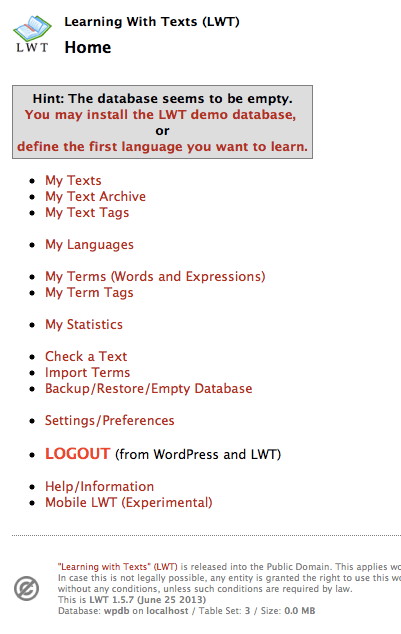 Learning With Texts (LWT)
LWT
Home
Hint: The database seems to be empty.
You may install the LWT demo database,
or
define the first language you want to learn.
My Texts
My Text Archive
My Text Tags
My Languages
My Terms (Words and Expressions)
My Term Tags
My Statistics
Check a Text
Import Terms
Backup/Restore/Empty Database
Settings/Preferences
LOGOUT (from WordPress and LWT)
Help/Information
Mobile LWT (Experimental)
"Learning with Texts" (LWT) is released into the Public Domain. This applies wo
In case this is not legally possible, any entity is granted the right to use this wo
without any conditions, unless such conditions are required by law.
This is LWT 1.5.7 (June 25 2013)
Database: wpdb on localhost / Table Set: 3 / Size: 0.0 MB